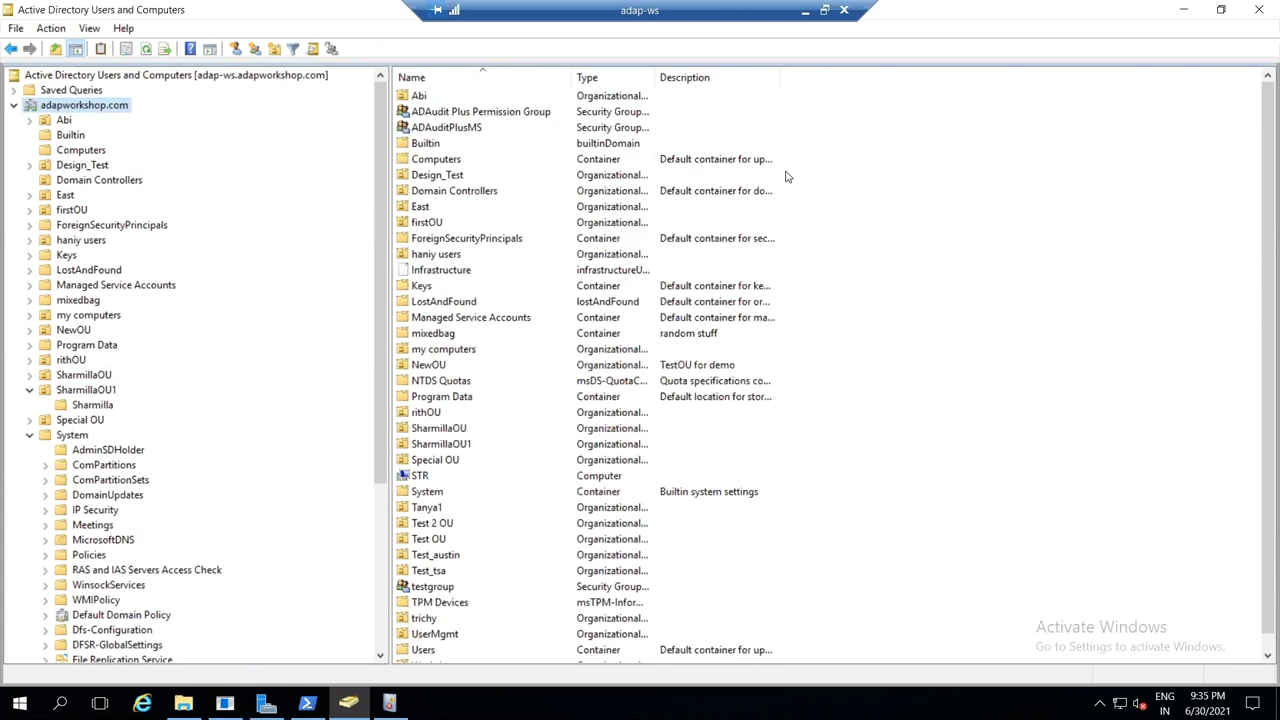 Active Directory Users and Computers
adap-ws
File Action View Help
Active Directory Users and Computers [adap-ws.adapworkshop.com]
Saved Queries
adapworkshop.com
Abi
Builtin
Computers
Design_Test
Domain Controllers
East
firstOU
ForeignSecurityPrincipals
haniy users
Keys
LostAndFound
Managed Service Accounts
mixedbag
my computers
NewOU
Program Data
rithOU
SharmillaOU
SharmillaOU1
Sharmilla
Special OU
System
AdminSDHolder
ComPartitions
ComPartitionSets
DomainUpdates
IP Security
Meetings
MicrosoftDNS
Policies
RAS and IAS Servers Access Check
WinsockServices
WMIPolicy
Default Domain Policy
Dfs-Configuration
DFSR-GlobalSettings
File Replication Service
Name Type Description
Abi Organizational...
ADAudit Plus Permission Group Security Group...
ADAuditPlusMS Security Group...
Builtin builtinDomain
Computers Container Default container for up...
Design_Test Organizational...
Domain Controllers Organizational... Default container for do...
East Organizational...
firstOU Organizational...
ForeignSecurityPrincipals Container Default container for sec...
haniy users Organizational...
Infrastructure infrastructureU...
Keys Container Default container for ke...
LostAndFound lostAndFound Default container for or...
Managed Service Accounts Container Default container for ma...
mixedbag Container random stuff
my computers Organizational...
NewOU Organizational... TestOU for demo
NTDS Quotas msDS-QuotaC... Quota specifications co...
Program Data Container Default location for stor...
rithOU Organizational...
SharmillaOU Organizational...
SharmillaOU1 Organizational...
Special OU Organizational...
STR Computer
System Container Builtin system settings
Tanya1 Organizational...
Test 2 OU Organizational...
Test OU Organizational...
Test_austin Organizational...
Test_tsa Organizational...
testgroup Security Group...
TPM Devices msTPM-Infor...
trichy Organizational...
UserMgmt Organizational...
Users Container Default container for up...
Activate Windows
Go to Settings to activate Windows.
ENG
IN
9:35 PM
6/30/2021